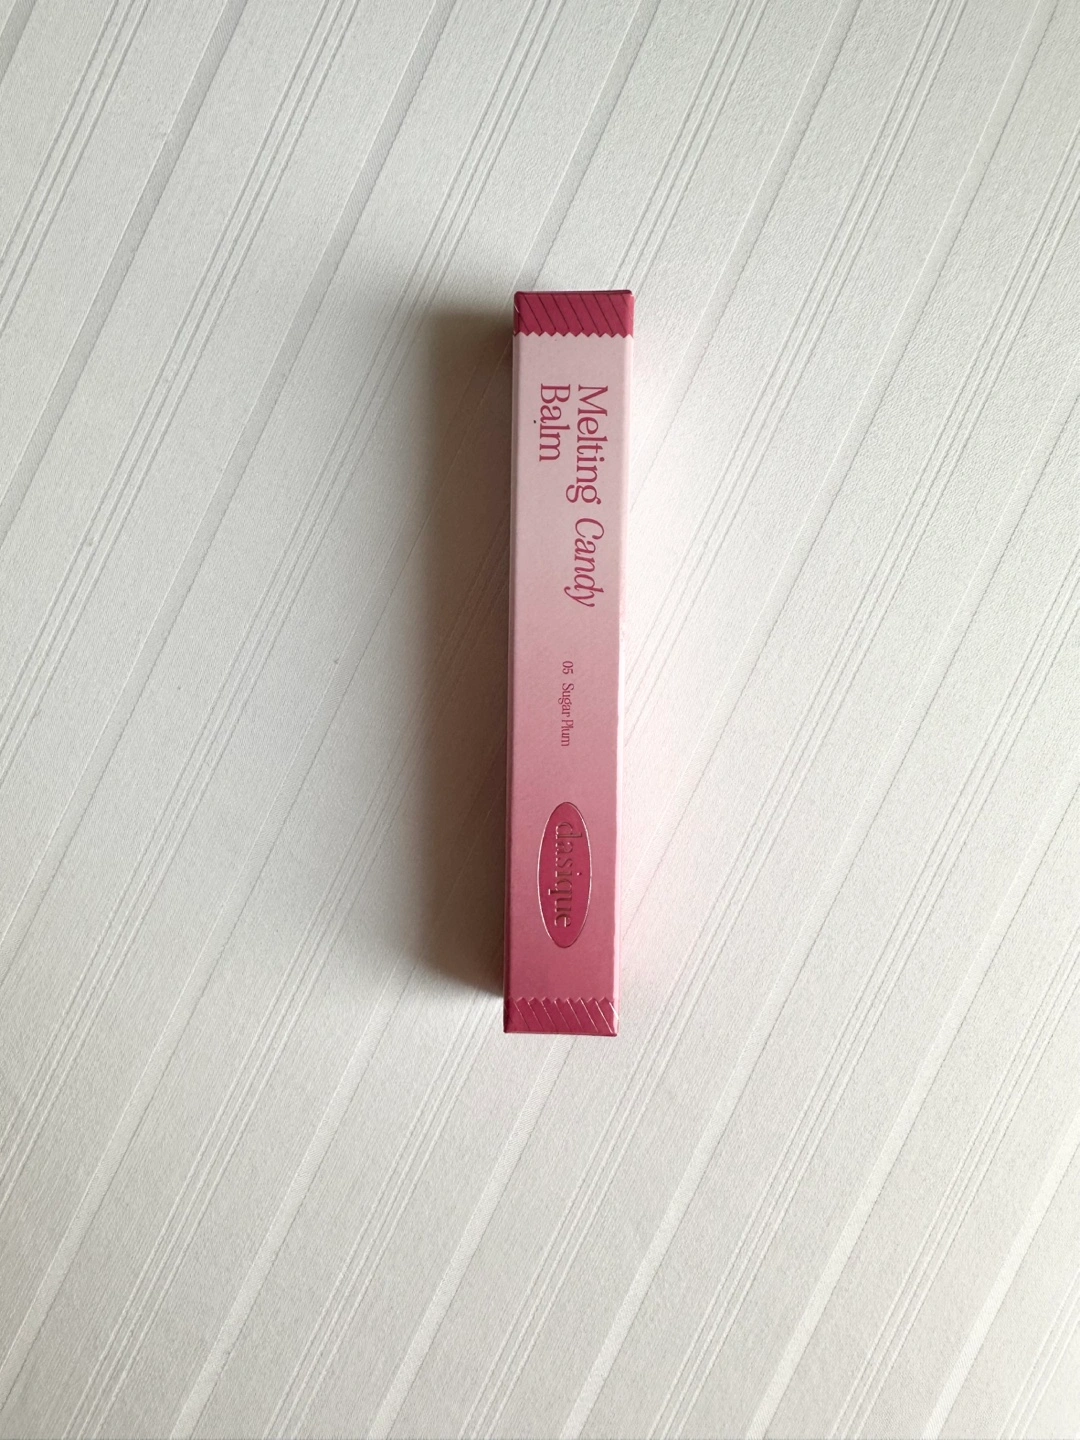 Melting Candy
Balm
05 Sugar Plum
dasique